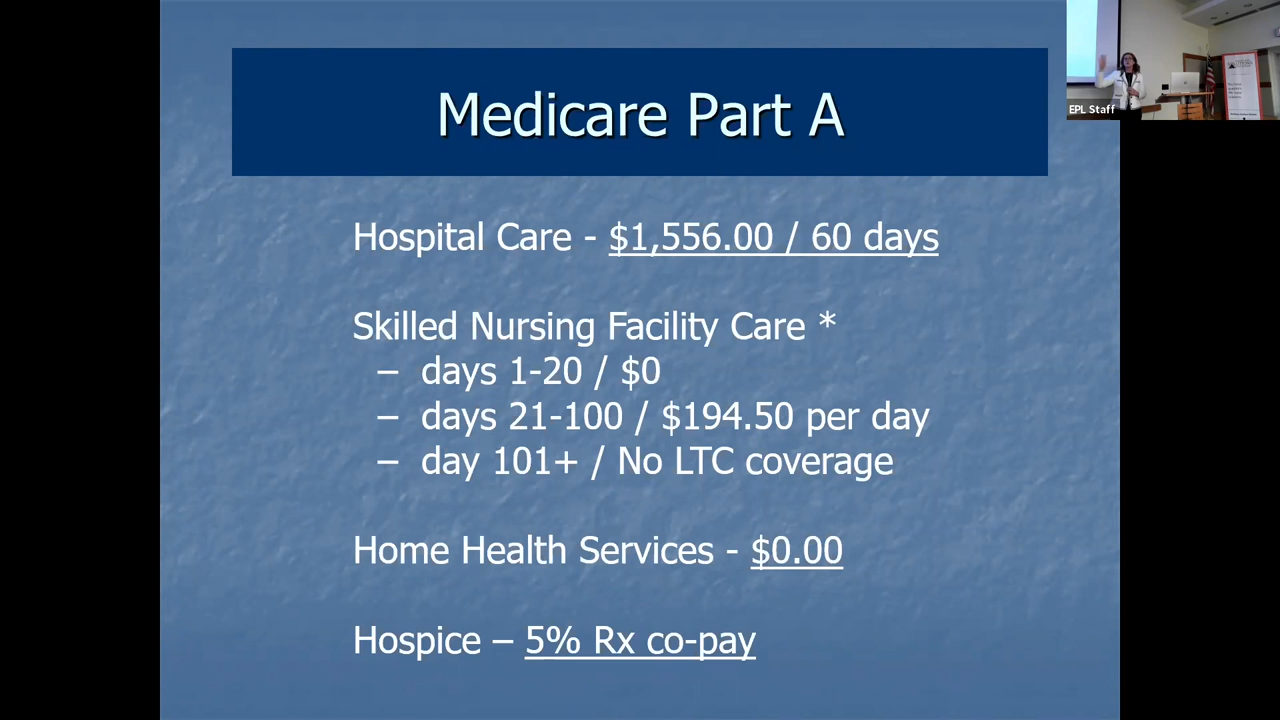 Medicare Part A
Hospital Care - $1,556.00 / 60 days
Skilled Nursing Facility Care *
– days 1-20 / $0
– days 21-100 / $194.50 per day
– day 101+ / No LTC coverage
Home Health Services - $0.00
Hospice – 5% Rx co-pay
EPL Staff